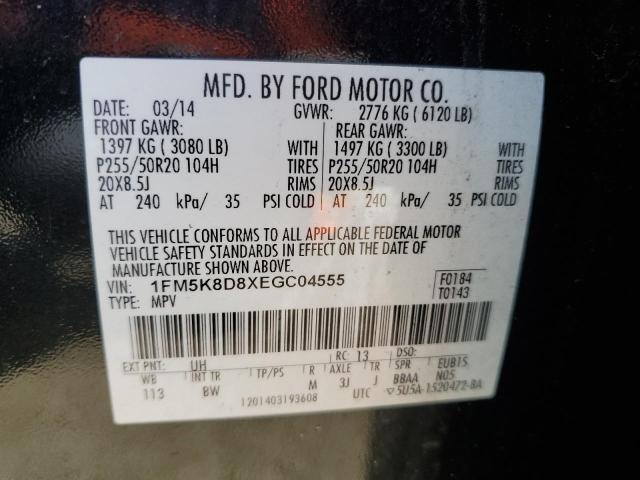 MFD. BY FORD MOTOR CO.
DATE: 03/14 GVWR: 2776 KG ( 6120 LB)
FRONT GAWR: REAR GAWR:
1397 KG ( 3080 LB) WITH 1497 KG ( 3300 LB) WITH
P255/50R20 104H TIRES P255/50R20 104H TIRES
20X8.5J RIMS 20X8.5J RIMS
AT 240 kPa/ 35 PSI COLD AT 240 kPa/ 35 PSI COLD
THIS VEHICLE CONFORMS TO ALL APPLICABLE FEDERAL MOTOR
VEHICLE SAFETY STANDARDS IN EFFECT ON THE DATE OF
MANUFACTURE SHOWN ABOVE.
VIN: 1FM5K8D8XEGC04555 F0184
TYPE: MPV T0143
EXT PNT: UH RC: 13 DSO:
WB INT TR TP/PS R AXLE TR SPR EUB15
113 BW M 3J J BBAA N05
1201403193608 UTC ▽5U5A-1520472-BA